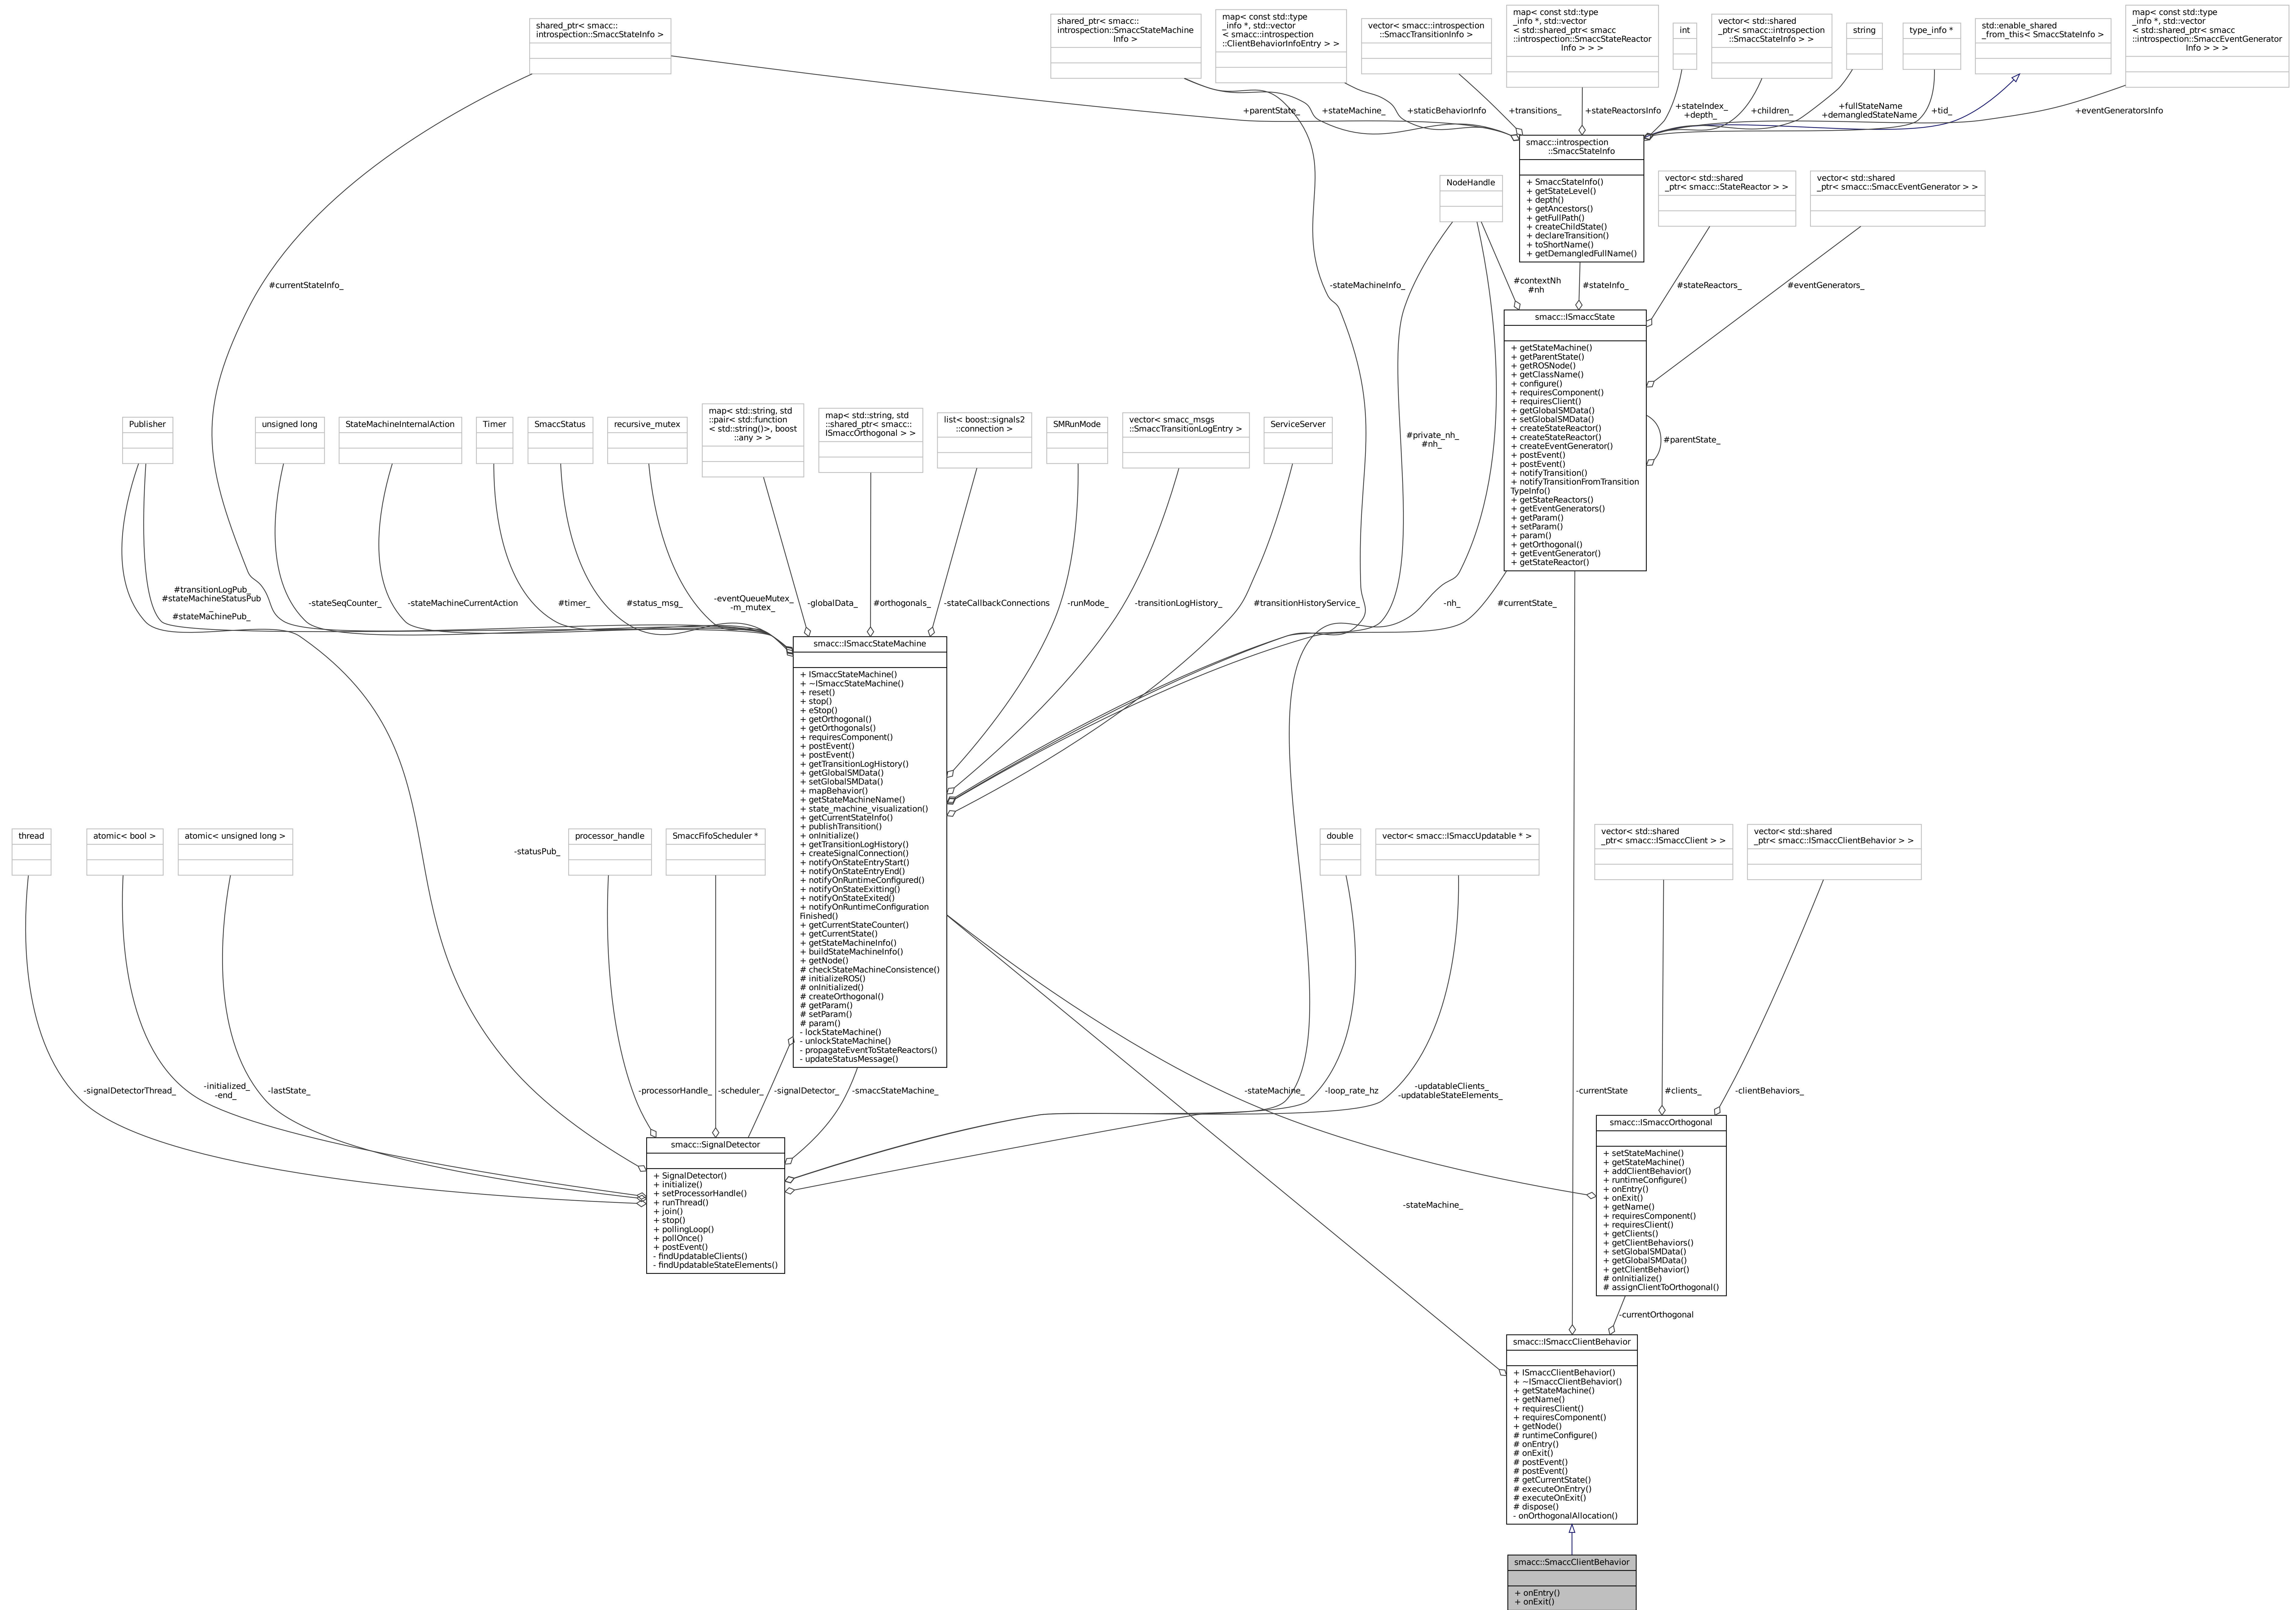 shared_ptr< smacc::
introspection::SmaccStateInfo >
shared_ptr< smacc::
introspection::SmaccStateMachine
Info >
map< const std::type
_info *, std::vector
< smacc::introspection
::ClientBehaviorInfoEntry > >
vector< smacc::introspection
::SmaccTransitionInfo >
map< const std::type
_info *, std::vector
< std::shared_ptr< smacc
::introspection::SmaccStateReactor
Info > > >
int
vector< std::shared
_ptr< smacc::introspection
::SmaccStateInfo > >
string
type_info *
std::enable_shared
_from_this< SmaccStateInfo >
map< const std::type
_info *, std::vector
< std::shared_ptr< smacc
::introspection::SmaccEventGenerator
Info > > >
+parentState_
+stateMachine_
+staticBehaviorInfo
+transitions_
+stateReactorsInfo
+stateIndex_
+depth_
+children_
+fullStateName
+demangledStateName
+tid_
+eventGeneratorsInfo
smacc::introspection
::SmaccStateInfo
+ SmaccStateInfo()
+ getStateLevel()
+ depth()
+ getAncestors()
+ getFullPath()
+ createChildState()
+ declareTransition()
+ toShortName()
+ getDemangledFullName()
NodeHandle
vector< std::shared
_ptr< smacc::StateReactor > >
vector< std::shared
_ptr< smacc::SmaccEventGenerator > >
#currentStateInfo_
-stateMachineInfo_
#contextNh
#nh
#stateInfo_
#stateReactors_
#eventGenerators_
smacc::ISmaccState
+ getStateMachine()
+ getParentState()
+ getROSNode()
+ getClassName()
+ configure()
+ requiresComponent()
+ requiresClient()
+ getGlobalSMData()
+ setGlobalSMData()
+ createStateReactor()
+ createStateReactor()
+ createEventGenerator()
+ postEvent()
+ postEvent()
+ notifyTransition()
+ notifyTransitionFromTransition
TypeInfo()
+ getStateReactors()
+ getEventGenerators()
+ getParam()
+ setParam()
+ param()
+ getOrthogonal()
+ getEventGenerator()
+ getStateReactor()
#parentState_
Publisher
unsigned long
StateMachineInternalAction
Timer
SmaccStatus
recursive_mutex
map< std::string, std
::pair< std::function
< std::string()>, boost
::any > >
map< std::string, std
::shared_ptr< smacc::
ISmaccOrthogonal > >
list< boost::signals2
::connection >
SMRunMode
vector< smacc_msgs
::SmaccTransitionLogEntry >
ServiceServer
#private_nh_
#nh_
#transitionLogPub_
#stateMachineStatusPub
_
#stateMachinePub_
-stateSeqCounter_
-stateMachineCurrentAction
#timer_
#status_msg_
-eventQueueMutex_
-m_mutex_
-globalData_
#orthogonals_
-stateCallbackConnections
-runMode_
-transitionLogHistory_
#transitionHistoryService_
-nh_
#currentState_
smacc::ISmaccStateMachine
+ ISmaccStateMachine()
+ ~ISmaccStateMachine()
+ reset()
+ stop()
+ eStop()
+ getOrthogonal()
+ getOrthogonals()
+ requiresComponent()
+ postEvent()
+ postEvent()
+ getTransitionLogHistory()
+ getGlobalSMData()
+ setGlobalSMData()
+ mapBehavior()
+ getStateMachineName()
+ state_machine_visualization()
+ getCurrentStateInfo()
+ publishTransition()
+ onInitialize()
+ getTransitionLogHistory()
+ createSignalConnection()
+ notifyOnStateEntryStart()
+ notifyOnStateEntryEnd()
+ notifyOnRuntimeConfigured()
+ notifyOnStateExitting()
+ notifyOnStateExited()
+ notifyOnRuntimeConfiguration
Finished()
+ getCurrentStateCounter()
+ getCurrentState()
+ getStateMachineInfo()
+ buildStateMachineInfo()
+ getNode()
# checkStateMachineConsistence()
# initializeROS()
# onInitialized()
# createOrthogonal()
# getParam()
# setParam()
# param()
- lockStateMachine()
- unlockStateMachine()
- propagateEventToStateReactors()
- updateStatusMessage()
thread
atomic< bool >
atomic< unsigned long >
-statusPub_
processor_handle
SmaccFifoScheduler *
double
vector< smacc::ISmaccUpdatable * >
vector< std::shared
_ptr< smacc::ISmaccClient > >
vector< std::shared
_ptr< smacc::ISmaccClientBehavior > >
-signalDetectorThread_
-initialized_
-end_
-lastState_
-processorHandle_
-scheduler_
-signalDetector_
-smaccStateMachine_
-stateMachine_
-loop_rate_hz
-updatableClients_
-updatableStateElements_
-currentState
#clients_
-clientBehaviors_
smacc::SignalDetector
+ SignalDetector()
+ initialize()
+ setProcessorHandle()
+ runThread()
+ join()
+ stop()
+ pollingLoop()
+ pollOnce()
+ postEvent()
- findUpdatableClients()
- findUpdatableStateElements()
smacc::ISmaccOrthogonal
+ setStateMachine()
+ getStateMachine()
+ addClientBehavior()
+ runtimeConfigure()
+ onEntry()
+ onExit()
+ getName()
+ requiresComponent()
+ requiresClient()
+ getClients()
+ getClientBehaviors()
+ setGlobalSMData()
+ getGlobalSMData()
+ getClientBehavior()
# onInitialize()
# assignClientToOrthogonal()
-stateMachine_
-currentOrthogonal
smacc::ISmaccClientBehavior
+ ISmaccClientBehavior()
+ ~ISmaccClientBehavior()
+ getStateMachine()
+ getName()
+ requiresClient()
+ requiresComponent()
+ getNode()
# runtimeConfigure()
# onEntry()
# onExit()
# postEvent()
# postEvent()
# getCurrentState()
# executeOnEntry()
# executeOnExit()
# dispose()
- onOrthogonalAllocation()
smacc::SmaccClientBehavior
+ onEntry()
+ onExit()